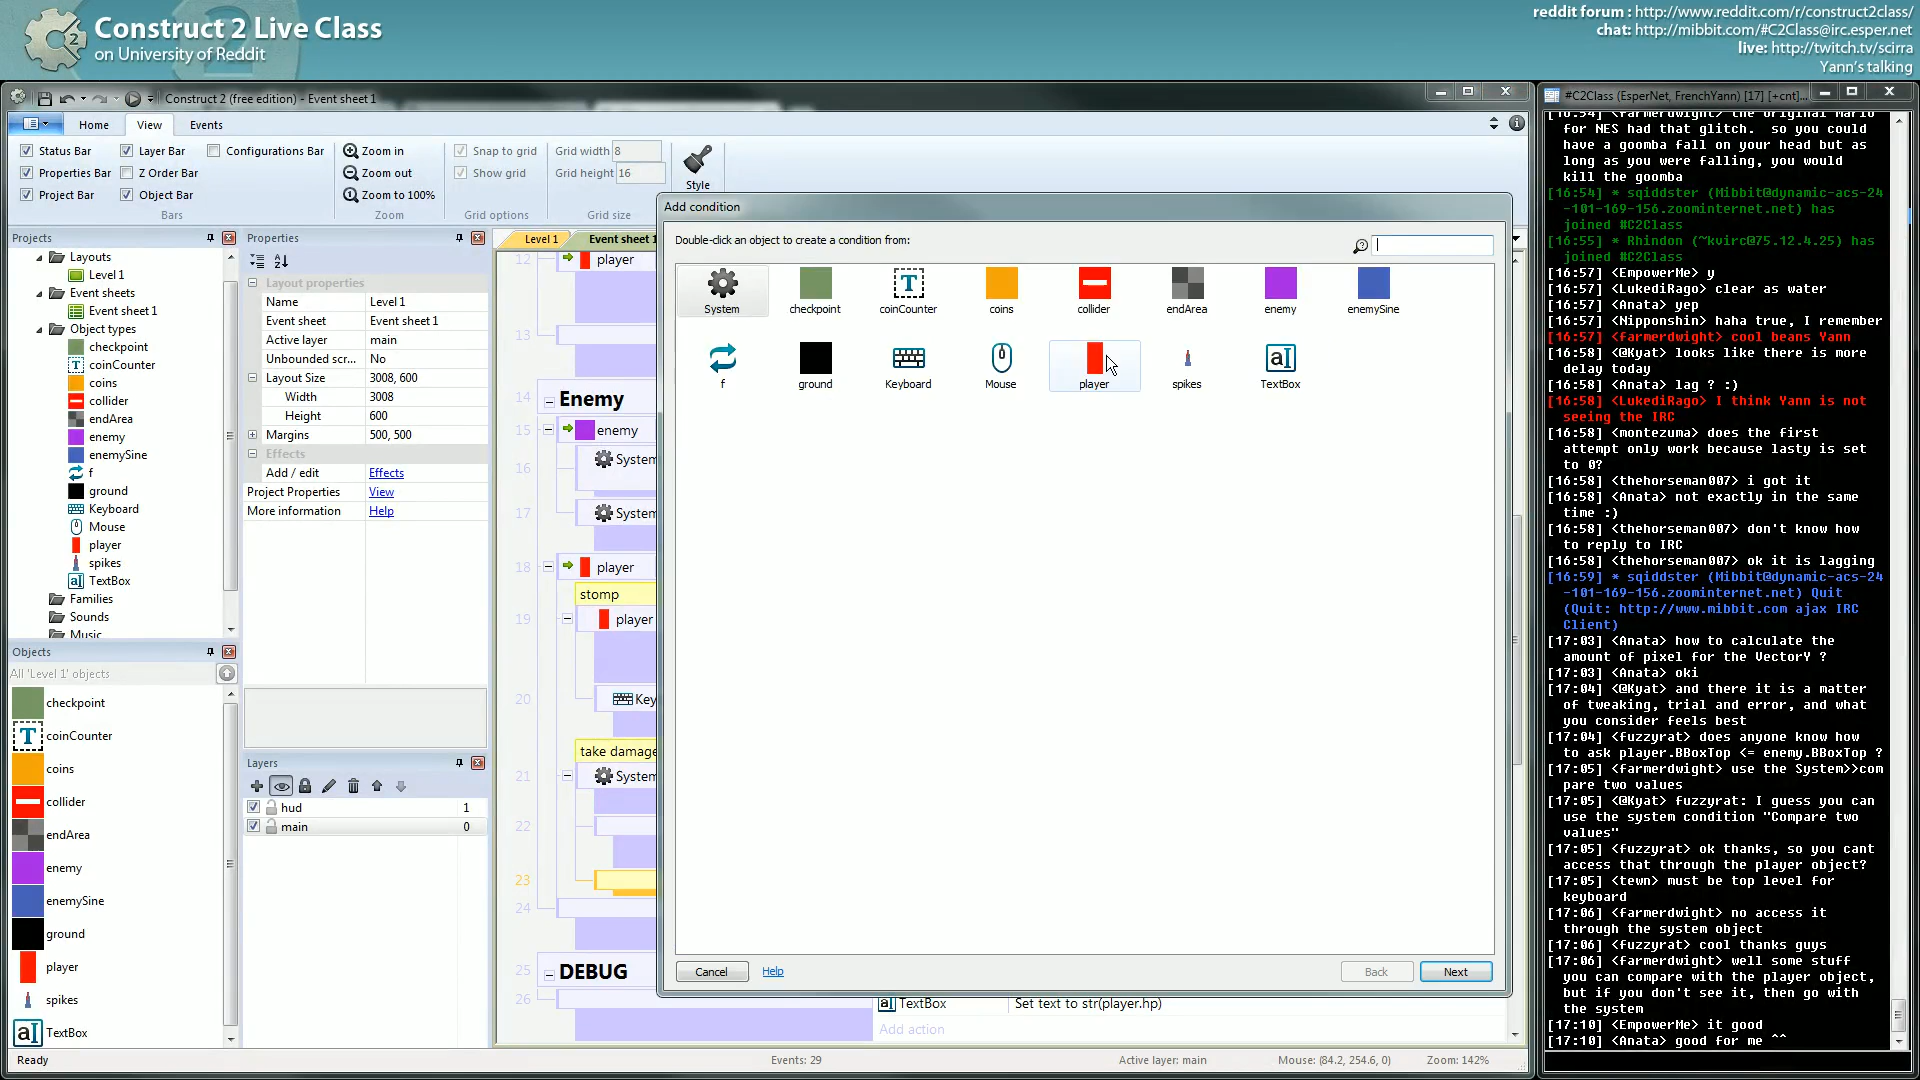 Construct 2 Live Class
on University of Reddit
reddit forum : http://www.reddit.com/r/construct2class/
chat: http://mibbit.com/#C2Class@irc.esper.net
live: http://twitch.tv/scirra
Yann's talking
Construct 2 (free edition) - Event sheet 1
Home View Events
Status Bar Layer Bar Configurations Bar
Properties Bar Z Order Bar
Project Bar Object Bar
Bars
Zoom in
Zoom out
Zoom to 100%
Zoom
Snap to grid
Show grid
Grid options
Grid width 8
Grid height 16
Grid size
Style
Projects
Layouts
Level 1
Event sheets
Event sheet 1
Object types
checkpoint
coinCounter
coins
collider
endArea
enemy
enemySine
f
ground
Keyboard
Mouse
player
spikes
TextBox
Families
Sounds
Music
Objects
All 'Level 1' objects
checkpoint
coinCounter
coins
collider
endArea
enemy
enemySine
ground
player
spikes
TextBox
Properties
Layout properties
Name Level 1
Event sheet Event sheet 1
Active layer main
Unbounded scr... No
Layout Size 3008, 600
Width 3008
Height 600
Margins 500, 500
Effects
Add / edit Effects
Project Properties View
More information Help
Layers
hud 1
main 0
Level 1 Event sheet 1
12 player
13
14 Enemy
15 enemy
16 System
17 System
18 player
stomp
19 player
20 Key
take damage
21 System
22
23
24
25 DEBUG
26
TextBox Set text to str(player.hp)
Add action
Add condition
Double-click an object to create a condition from:
System checkpoint coinCounter coins collider endArea enemy enemySine
f ground Keyboard Mouse player spikes TextBox
Cancel Help Back Next
Ready Events: 29 Active layer: main Mouse: (84.2, 254.6, 0) Zoom: 142%
#C2Class (EsperNet, FrenchYann) [17] [+cnt]...
[16:54] <farmerdwight> the original Mario
for NES had that glitch. so you could
have a goomba fall on your head but as
long as you were falling, you would
kill the goomba
[16:54] * sqiddster (Mibbit@dynamic-acs-24
-101-169-156.zoominternet.net) has
joined #C2Class
[16:55] * Rhindon (~kvirc@75.12.4.25) has
joined #C2Class
[16:57] <EmpowerMe> y
[16:57] <LukediRago> clear as water
[16:57] <Anata> yep
[16:57] <Nipponshin> haha true, I remember
[16:57] <farmerdwight> cool beans Yann
[16:58] <@Kyat> looks like there is more
delay today
[16:58] <Anata> lag ? :)
[16:58] <LukediRago> I think Yann is not
seeing the IRC
[16:58] <montezuma> does the first
attempt only work because lasty is set
to 0?
[16:58] <thehorseman007> i got it
[16:58] <Anata> not exactly in the same
time :)
[16:58] <thehorseman007> don't know how
to reply to IRC
[16:58] <thehorseman007> ok it is lagging
[16:59] * sqiddster (Mibbit@dynamic-acs-24
-101-169-156.zoominternet.net) Quit
(Quit: http://www.mibbit.com ajax IRC
Client)
[17:03] <Anata> how to calculate the
amount of pixel for the VectorY ?
[17:03] <Anata> oki
[17:04] <@Kyat> and there it is a matter
of tweaking, trial and error, and what
you consider feels best
[17:04] <fuzzyrat> does anyone know how
to ask player.BBoxTop <= enemy.BBoxTop ?
[17:05] <farmerdwight> use the System>>com
pare two values
[17:05] <@Kyat> fuzzyrat: I guess you can
use the system condition "Compare two
values"
[17:05] <fuzzyrat> ok thanks, so you cant
access that through the player object?
[17:05] <tewn> must be top level for
keyboard
[17:06] <farmerdwight> no access it
through the system object
[17:06] <fuzzyrat> cool thanks guys
[17:06] <farmerdwight> well some stuff
you can compare with the player object,
but if you don't see it, then go with
the system
[17:10] <EmpowerMe> it good
[17:10] <Anata> good for me ^^